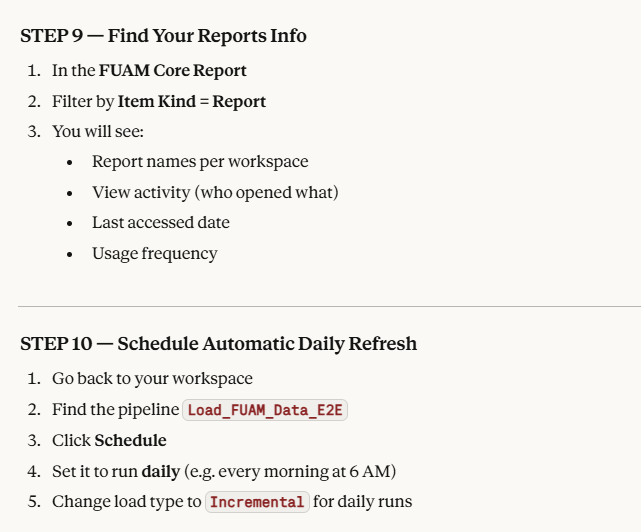 STEP 9 — Find Your Reports Info
1. In the FUAM Core Report
2. Filter by Item Kind = Report
3. You will see:
• Report names per workspace
• View activity (who opened what)
• Last accessed date
• Usage frequency
STEP 10 — Schedule Automatic Daily Refresh
1. Go back to your workspace
2. Find the pipeline Load_FUAM_Data_E2E
3. Click Schedule
4. Set it to run daily (e.g. every morning at 6 AM)
5. Change load type to Incremental for daily runs